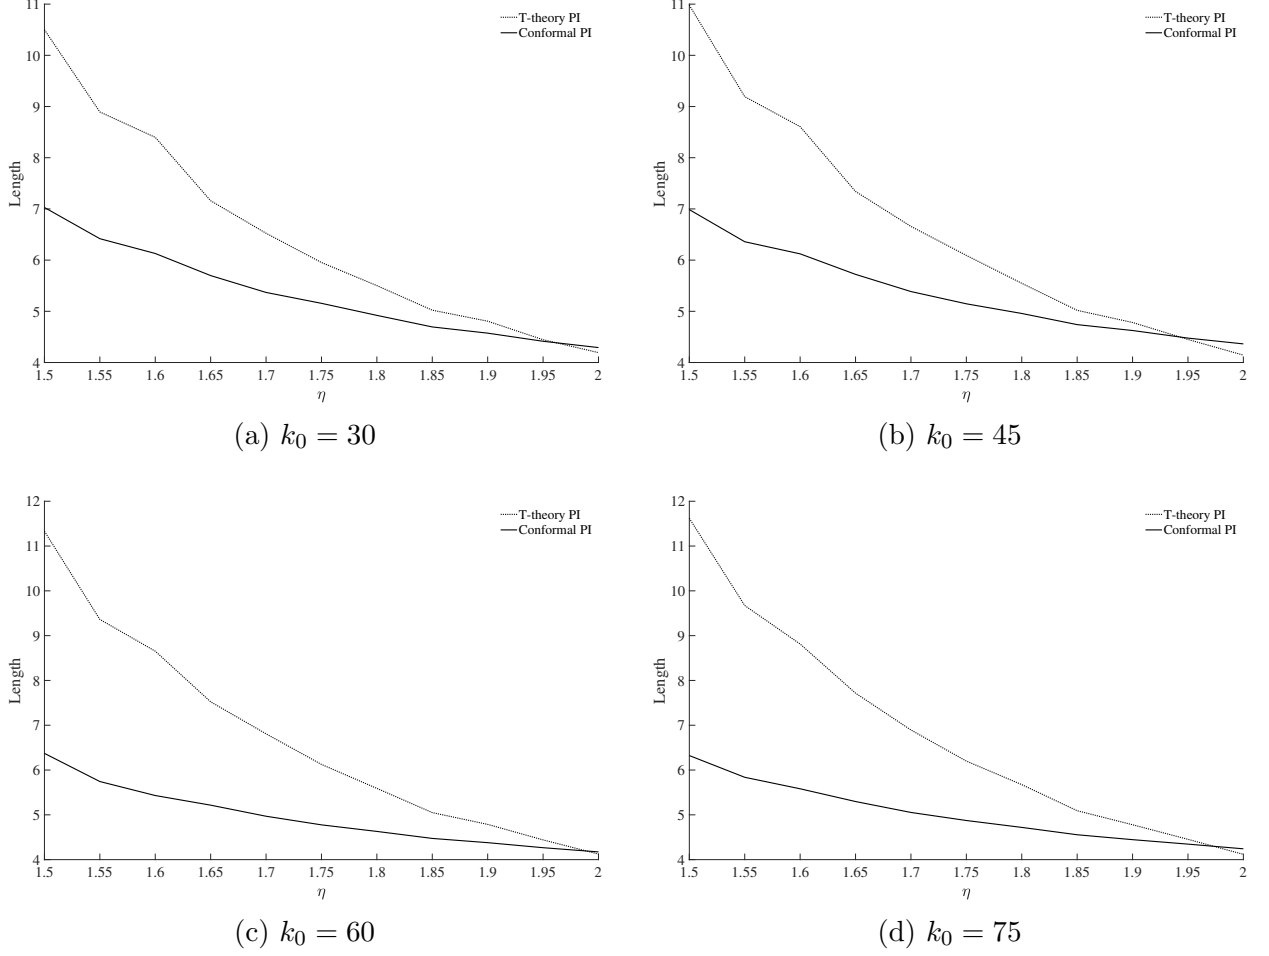 11
10
9
8
7
6
5
4
Length
T-theory PI
Conformal PI
1.5 1.55 1.6 1.65 1.7 1.75 1.8 1.85 1.9 1.95 2
η
(a) k₀ = 30
11
10
9
8
7
6
5
4
Length
T-theory PI
Conformal PI
1.5 1.55 1.6 1.65 1.7 1.75 1.8 1.85 1.9 1.95 2
η
(b) k₀ = 45
12
11
10
9
8
7
6
5
4
Length
T-theory PI
Conformal PI
1.5 1.55 1.6 1.65 1.7 1.75 1.8 1.85 1.9 1.95 2
η
(c) k₀ = 60
12
11
10
9
8
7
6
5
4
Length
T-theory PI
Conformal PI
1.5 1.55 1.6 1.65 1.7 1.75 1.8 1.85 1.9 1.95 2
η
(d) k₀ = 75